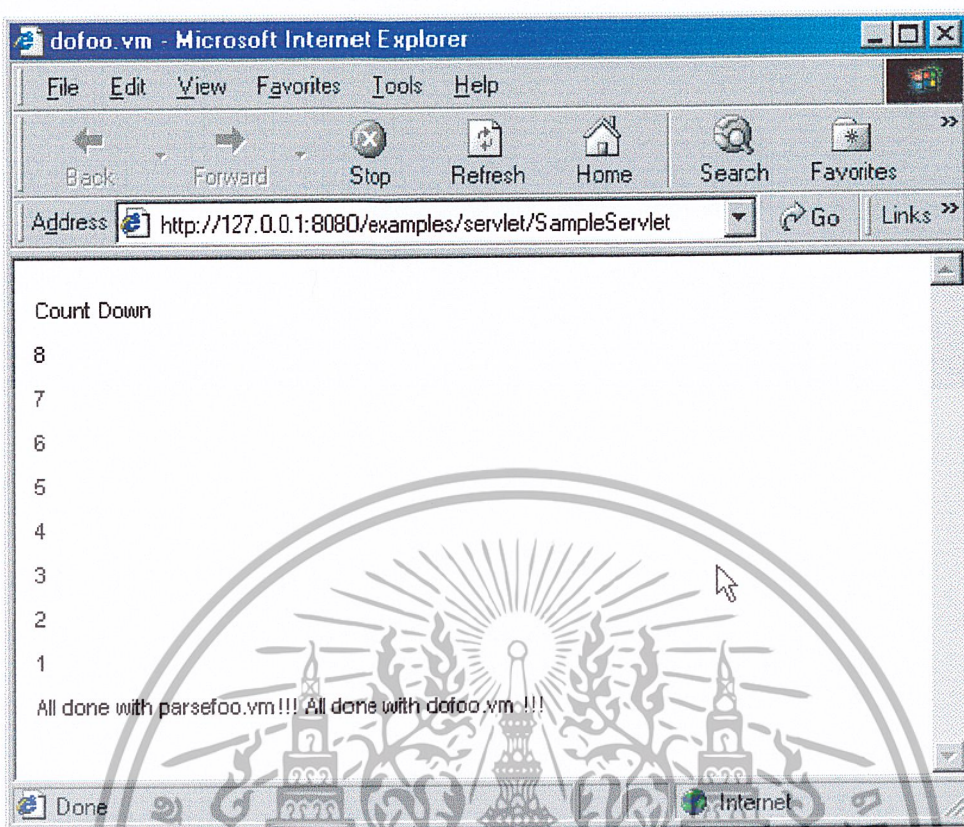 dofoo.vm - Microsoft Internet Explorer
File Edit View Favorites Tools Help
Back Forward Stop Refresh Home Search Favorites »
Address http://127.0.0.1:8080/examples/servlet/SampleServlet Go Links »
Count Down
8
7
6
5
4
3
2
1
All done with parsefoo.vm!!! All done with dofoo.vm !!!
Done Internet